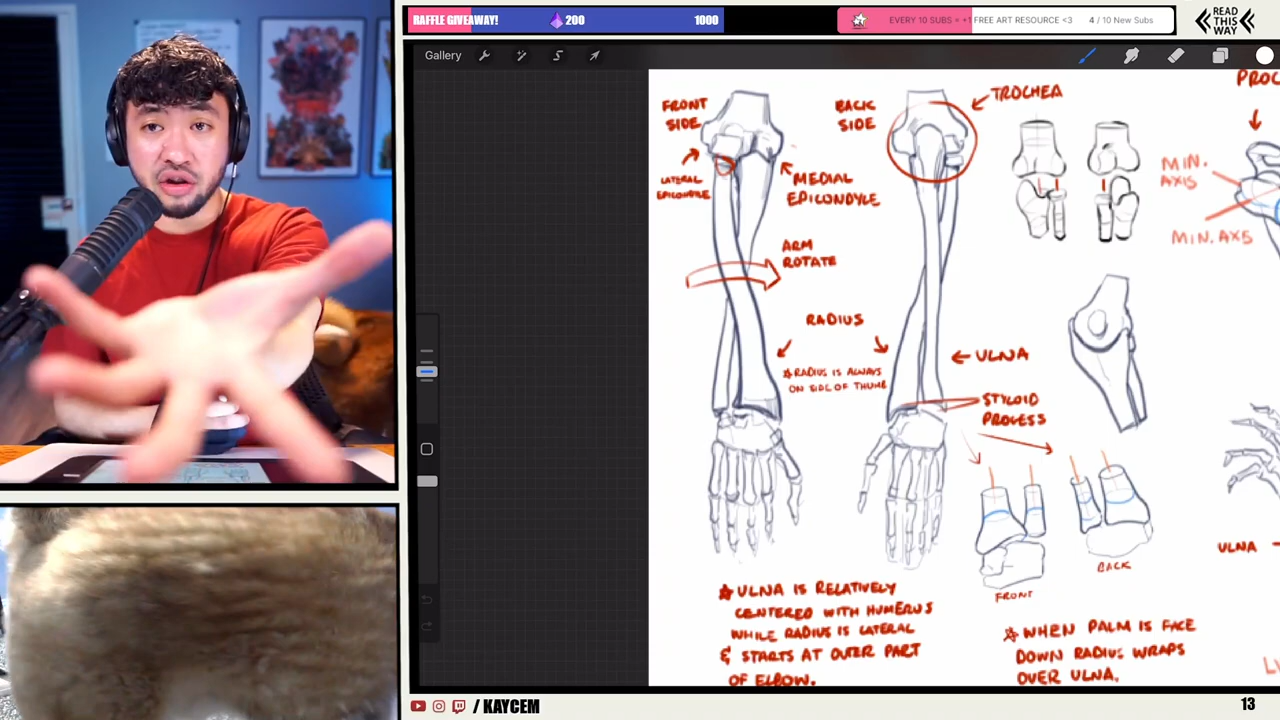 RAFFLE GIVEAWAY!
200
1000
EVERY 10 SUBS = +1 FREE ART RESOURCE <3
4 / 10 New Subs
READ
THIS
WAY
Gallery
FRONT
SIDE
BACK
SIDE
TROCHEA
PROC
LATERAL
EPICONDYLE
MEDIAL
EPICONDYLE
MIN.
AXIS
MIN. AXS
ARM
ROTATE
RADIUS
☆ RADIUS IS ALWAYS
ON SIDE OF THUMB
ULNA
STYLOID
PROCESS
ULNA
FRONT
BACK
★ ULNA IS RELATIVELY
CENTERED WITH HUMERUS
WHILE RADIUS IS LATERAL
& STARTS AT OUTER PART
OF ELBOW.
☆ WHEN PALM IS FACE
DOWN RADIUS WRAPS
OVER ULNA.
/ KAYCEM
13